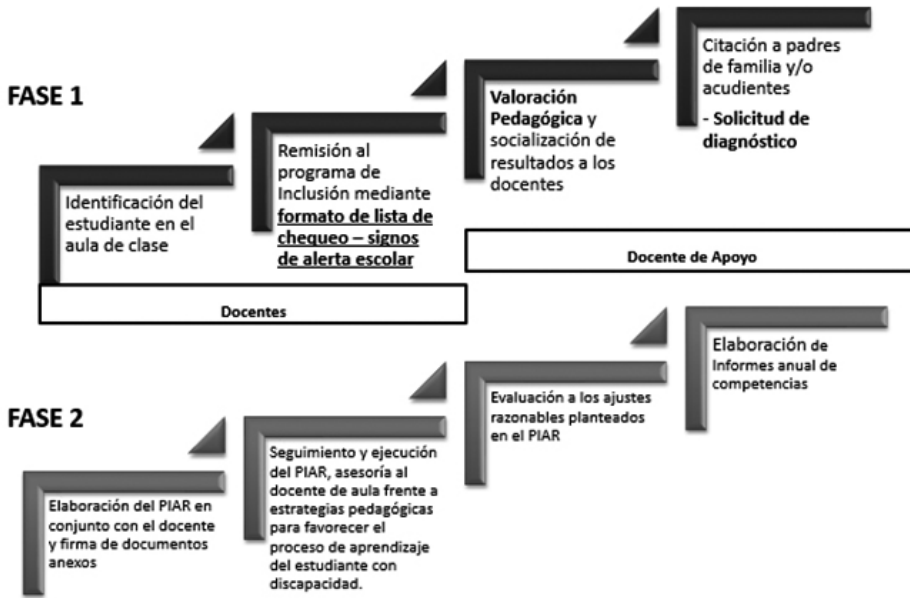 FASE 1
Identificación del
estudiante en el
aula de clase
Remisión al
programa de
Inclusión mediante
formato de lista de
chequeo – signos
de alerta escolar
Valoración
Pedagógica y
socialización de
resultados a los
docentes
Citación a padres
de familia y/o
acudientes
- Solicitud de
diagnóstico
Docentes
Docente de Apoyo
FASE 2
Elaboración del PIAR en
conjunto con el docente
y firma de documentos
anexos
Seguimiento y ejecución
del PIAR, asesoría al
docente de aula frente a
estrategias pedagógicas
para favorecer el
proceso de aprendizaje
del estudiante con
discapacidad.
Evaluación a los ajustes
razonables planteados
en el PIAR
Elaboración de
Informes anual de
competencias